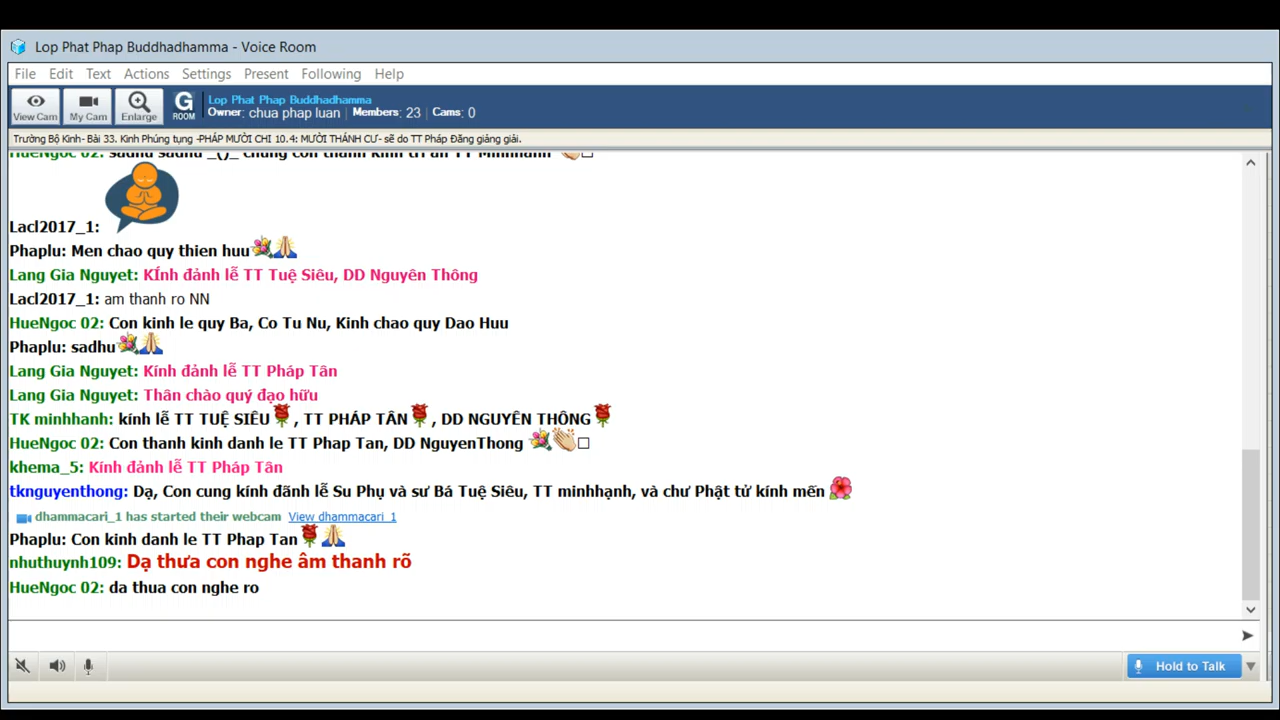 Lop Phat Phap Buddhadhamma - Voice Room
File Edit Text Actions Settings Present Following Help
View Cam My Cam Enlarge G ROOM
Lop Phat Phap Buddhadhamma
Owner: chua phap luan Members: 23 Cams: 0
Trường Bộ Kinh- Bài 33. Kinh Phúng tụng -PHÁP MƯỜI CHI 10.4: MƯỜI THÁNH CƯ- sẽ do TT Pháp Đăng giảng giải.
HueNgoc 02: sadhu sadhu _()_ chung con thanh Kinh tri an TT Minhhanh
Lacl2017_1:
Phaplu: Men chao quy thien huu
Lang Gia Nguyet: KÍnh đảnh lễ TT Tuệ Siêu, DD Nguyên Thông
Lacl2017_1: am thanh ro NN
HueNgoc 02: Con kinh le quy Ba, Co Tu Nu, Kinh chao quy Dao Huu
Phaplu: sadhu
Lang Gia Nguyet: Kính đảnh lễ TT Pháp Tân
Lang Gia Nguyet: Thân chào quý đạo hữu
TK minhhanh: kính lễ TT TUỆ SIÊU, TT PHÁP TÂN, DD NGUYÊN THÔNG
HueNgoc 02: Con thanh kinh danh le TT Phap Tan, DD NguyenThong
khema_5: Kính đảnh lễ TT Pháp Tân
tknguyenthong: Dạ, Con cung kính đãnh lễ Su Phụ và sư Bá Tuệ Siêu, TT minhhạnh, và chư Phật tử kính mến
dhammacari_1 has started their webcam View dhammacari_1
Phaplu: Con kinh danh le TT Phap Tan
nhuthuynh109: Dạ thưa con nghe âm thanh rõ
HueNgoc 02: da thua con nghe ro
Hold to Talk